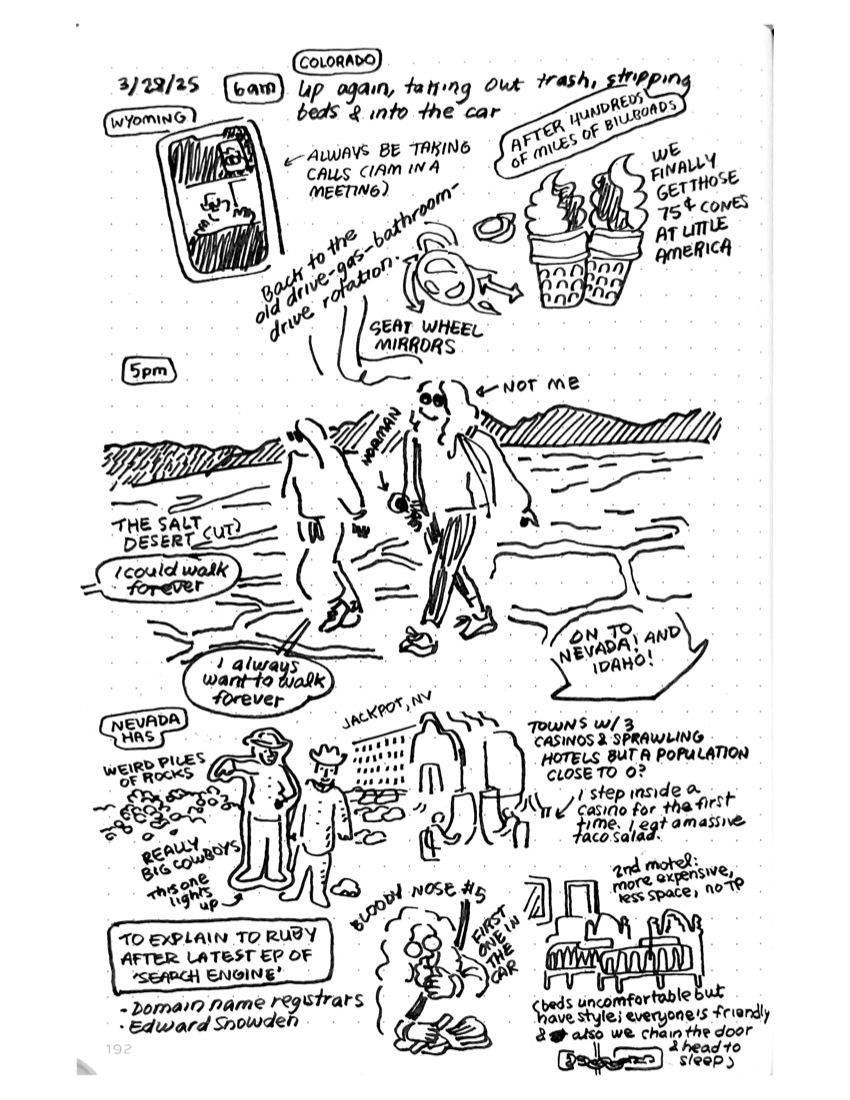 COLORADO
3/28/25 6am Up again, taking out trash, stripping
beds & into the car
WYOMING
ALWAYS BE TAKING
CALLS (IAM IN A
MEETING)
AFTER HUNDREDS
OF MILES OF BILLBOADS
WE
FINALLY
GET THOSE
75¢ CONES
AT LITTLE
AMERICA
Back to the
old drive-gas-bathroom-
drive rotation.
SEAT WHEEL
MIRRORS
5pm
NOT ME
NORMAN
THE SALT
DESERT (UT)
I could walk
forever
I always
want to walk
forever
ON TO
NEVADA! AND
IDAHO!
NEVADA
HAS
WEIRD PILES
OF ROCKS
REALLY
BIG COWBOYS
This one
lights
up
JACKPOT, NV
TOWNS W/ 3
CASINOS & SPRAWLING
HOTELS BUT A POPULATION
CLOSE TO 0?
I step inside a
casino for the first
time. I eat a massive
taco salad.
TO EXPLAIN TO RUBY
AFTER LATEST EP OF
'SEARCH ENGINE'
- Domain name registrars
- Edward Snowden
BLOODY NOSE #5
FIRST
ONE IN
THE
CAR
2nd motel:
more expensive,
less space, no TP
(beds uncomfortable but
have style; everyone is friendly
& also we chain the door
& head to
sleep)
192